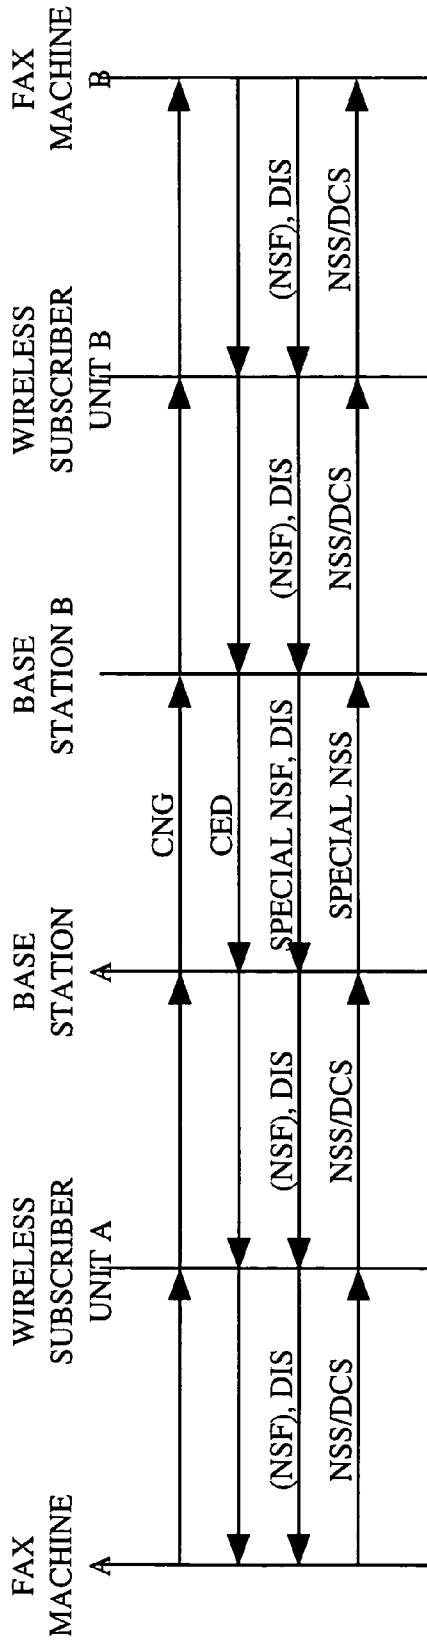 FAX
MACHINE
A
WIRELESS
SUBSCRIBER
UNIT A
BASE
STATION
A
BASE
STATION B
WIRELESS
SUBSCRIBER
UNIT B
FAX
MACHINE
B
CNG
CED
(NSF), DIS
(NSF), DIS
SPECIAL NSF, DIS
(NSF), DIS
(NSF), DIS
NSS/DCS
NSS/DCS
SPECIAL NSS
NSS/DCS
NSS/DCS